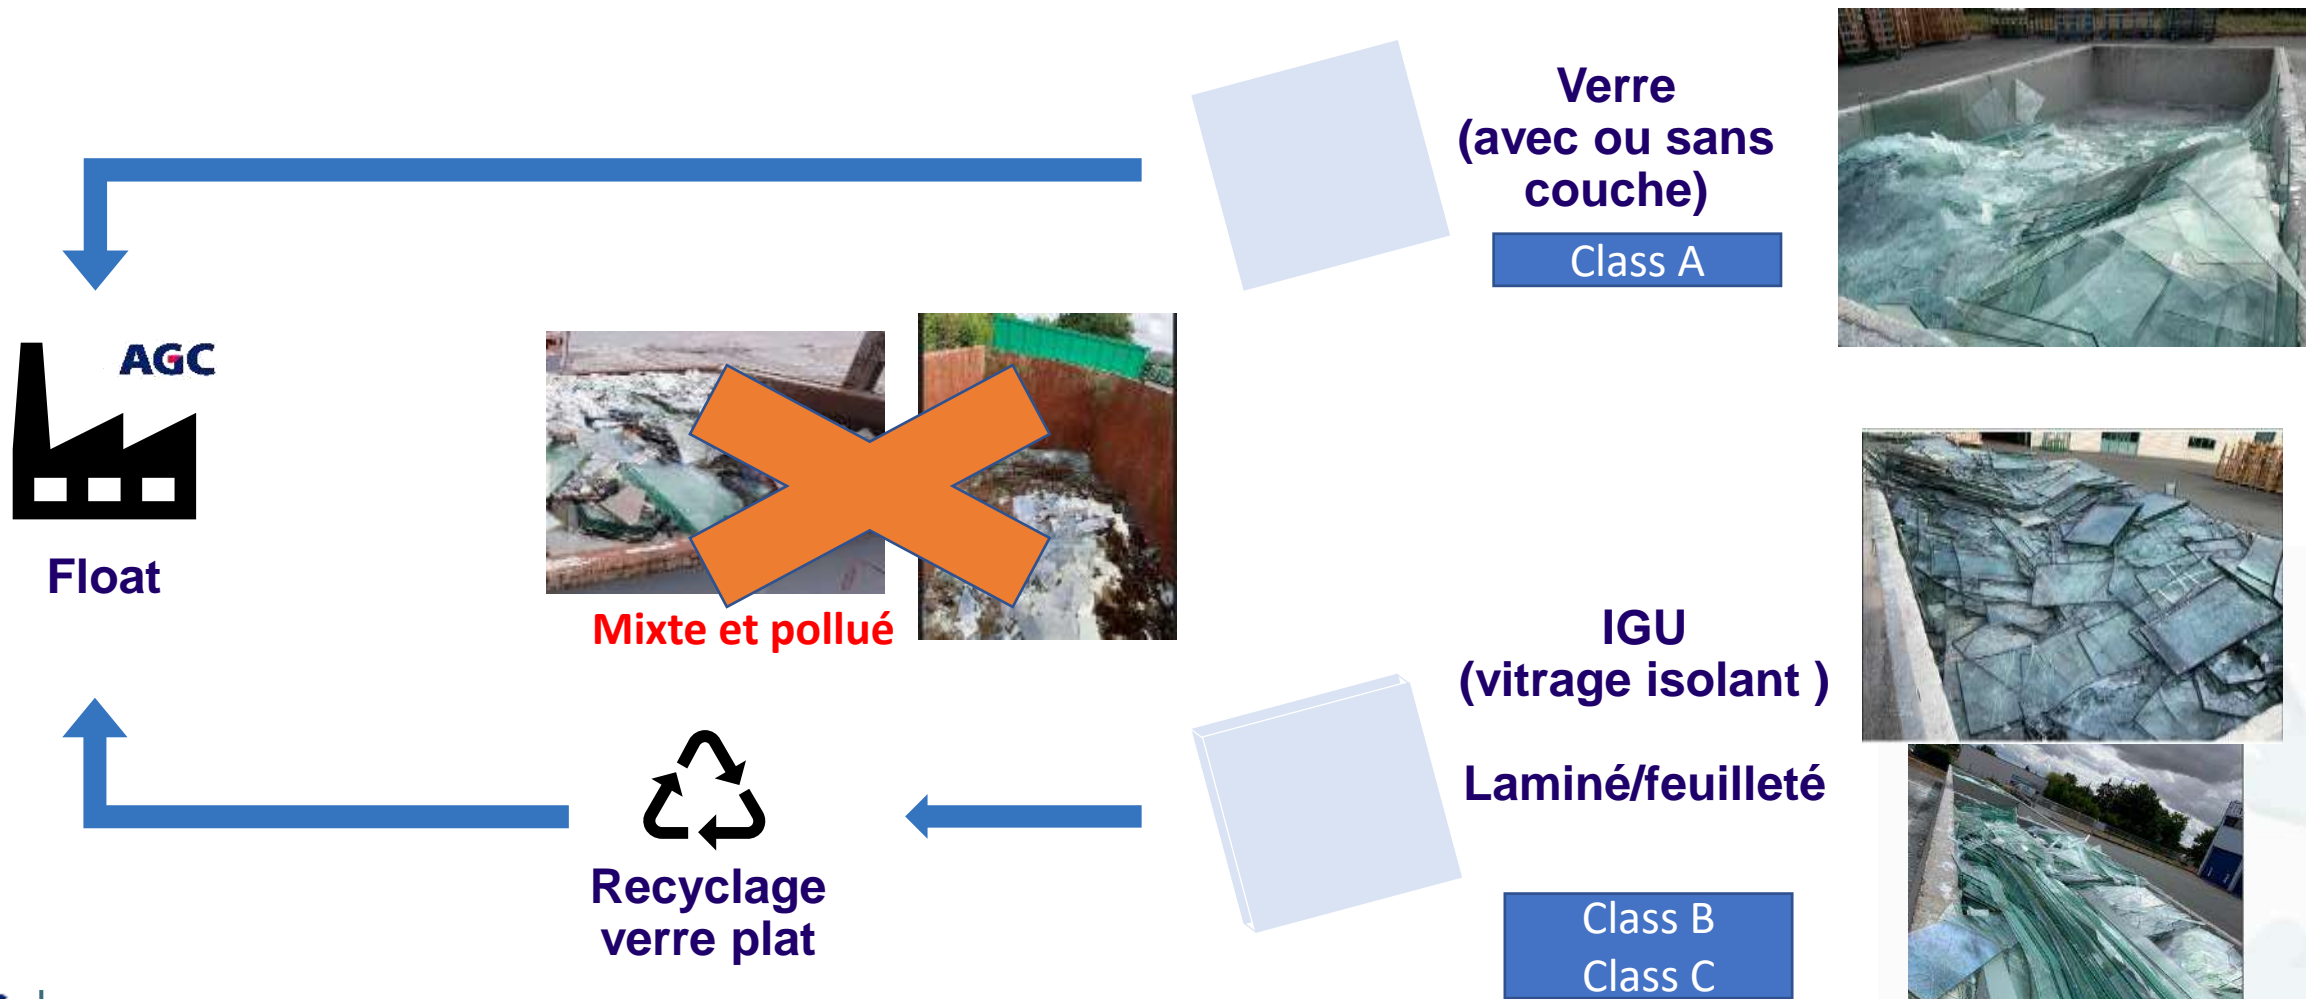 Verre
(avec ou sans
couche)
Class A
AGC
Float
Mixte et pollué
IGU
(vitrage isolant )
Laminé/feuilleté
Recyclage
verre plat
Class B
Class C